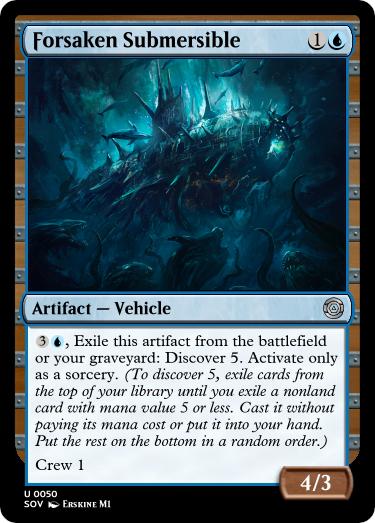 Forsaken Submersible 1
Artifact — Vehicle
3, Exile this artifact from the battlefield
or your graveyard: Discover 5. Activate only
as a sorcery. (To discover 5, exile cards from
the top of your library until you exile a nonland
card with mana value 5 or less. Cast it without
paying its mana cost or put it into your hand.
Put the rest on the bottom in a random order.)
Crew 1
4/3
U 0050
SOV Erskine M1